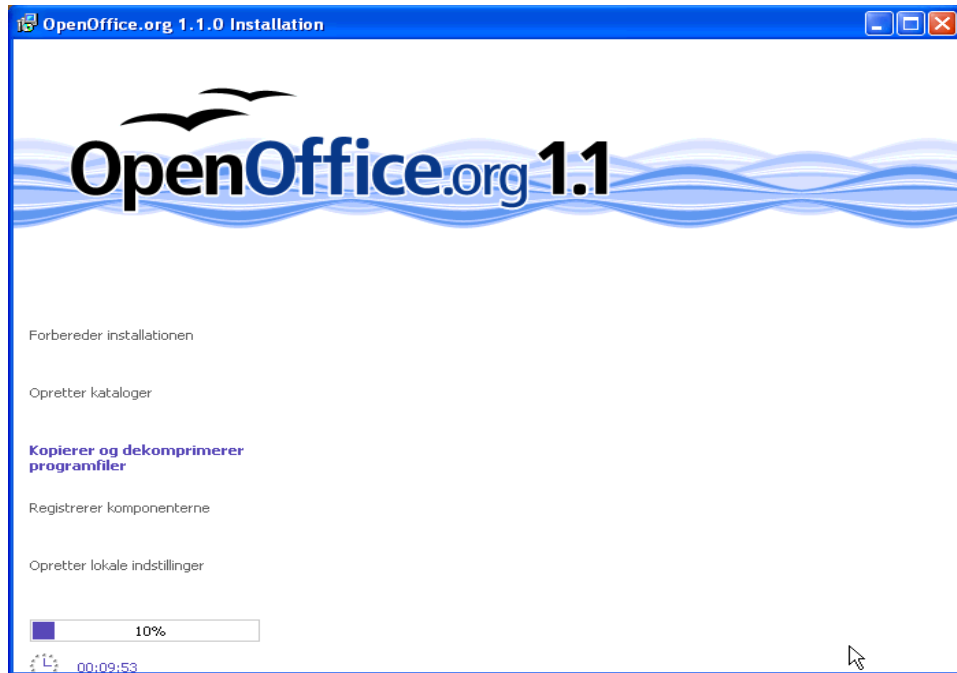 OpenOffice.org 1.1.0 Installation
OpenOffice.org 1.1
Forbereder installationen
Opretter kataloger
Kopierer og dekomprimerer
programfiler
Registrerer komponenterne
Opretter lokale indstillinger
10%
00:09:53